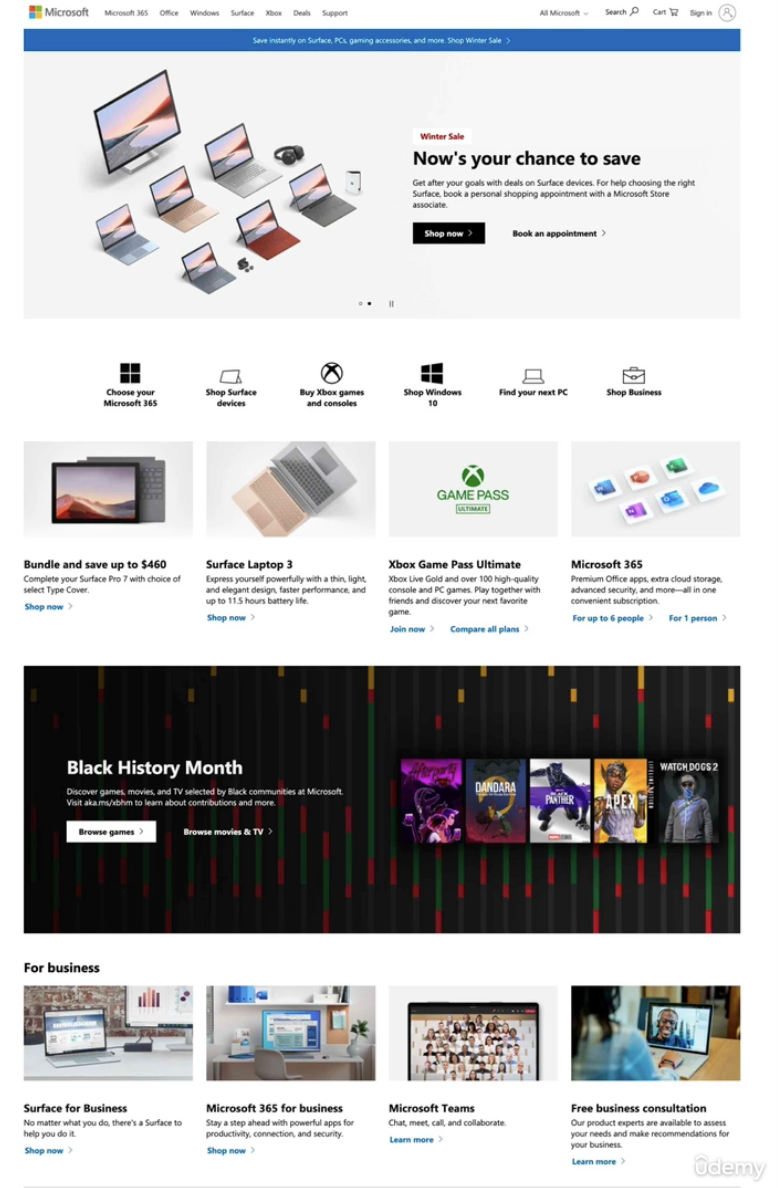 Microsoft
Microsoft 365 Office Windows Surface Xbox Deals Support
All Microsoft Search Cart Sign in
Save instantly on Surface, PCs, gaming accessories, and more. Shop Winter Sale
Winter Sale
Now's your chance to save
Get after your goals with deals on Surface devices. For help choosing the right
Surface, book a personal shopping appointment with a Microsoft Store
associate.
Shop now
Book an appointment
Choose your
Microsoft 365
Shop Surface
devices
Buy Xbox games
and consoles
Shop Windows
10
Find your next PC
Shop Business
GAME PASS
ULTIMATE
Bundle and save up to $460
Complete your Surface Pro 7 with choice of
select Type Cover.
Shop now
Surface Laptop 3
Express yourself powerfully with a thin, light,
and elegant design, faster performance, and
up to 11.5 hours battery life.
Shop now
Xbox Game Pass Ultimate
Xbox Live Gold and over 100 high-quality
console and PC games. Play together with
friends and discover your next favorite
game.
Join now
Compare all plans
Microsoft 365
Premium Office apps, extra cloud storage,
advanced security, and more—all in one
convenient subscription.
For up to 6 people
For 1 person
Black History Month
Discover games, movies, and TV selected by Black communities at Microsoft.
Visit aka.ms/xbhm to learn about contributions and more.
Browse games
Browse movies & TV
Afterparty
DANDARA
BLACK
PANTHER
APEX
WATCH DOGS 2
For business
Surface for Business
No matter what you do, there's a Surface to
help you do it.
Shop now
Microsoft 365 for business
Stay a step ahead with powerful apps for
productivity, connection, and security.
Shop now
Microsoft Teams
Chat, meet, call, and collaborate.
Learn more
Free business consultation
Our product experts are available to assess
your needs and make recommendations for
your business.
Learn more
ûdemy